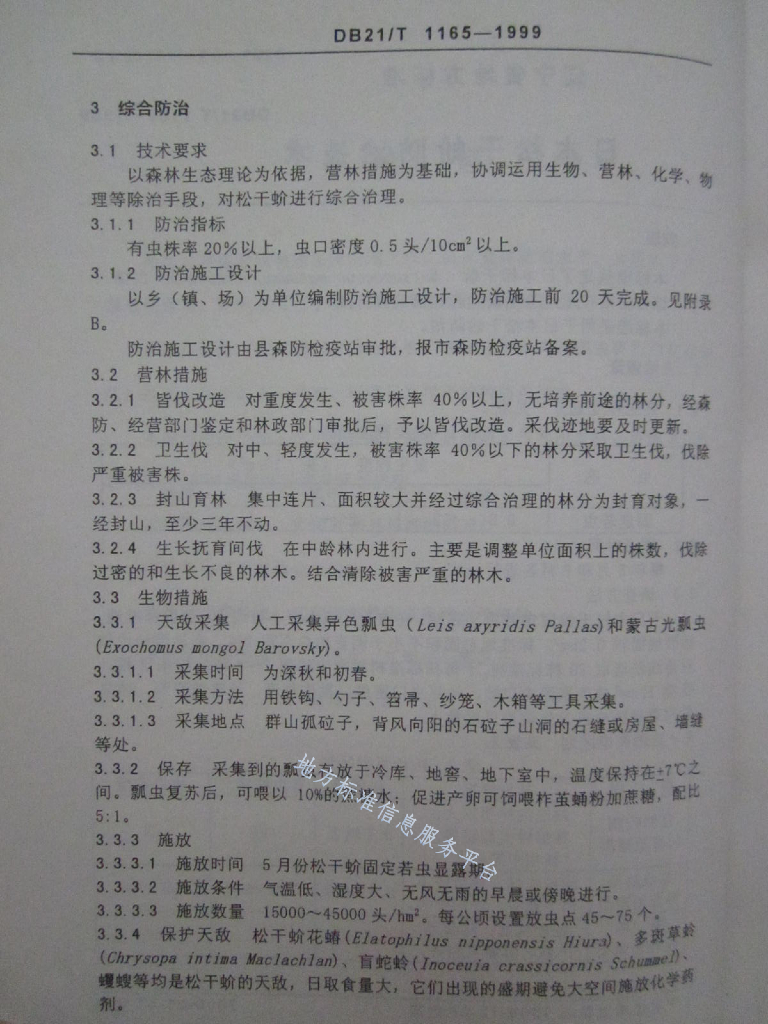 DB21/T 1165—1999
3 综合防治
3.1 技术要求
以森林生态理论为依据，营林措施为基础，协调运用生物、营林、化学、物
理等除治手段，对松干蚧进行综合治理。
3.1.1 防治指标
有虫株率20%以上，虫口密度0.5头/10cm²以上。
3.1.2 防治施工设计
以乡（镇、场）为单位编制防治施工设计，防治施工前 20 天完成。见附录
B。
防治施工设计由县森防检疫站审批，报市森防检疫站备案。
3.2 营林措施
3.2.1 皆伐改造 对重度发生、被害株率 40%以上，无培养前途的林分，经森
防、经营部门鉴定和林政部门审批后，予以皆伐改造。采伐迹地要及时更新。
3.2.2 卫生伐 对中、轻度发生，被害株率 40%以下的林分采取卫生伐，伐除
严重被害株。
3.2.3 封山育林 集中连片、面积较大并经过综合治理的林分为封育对象，一
经封山，至少三年不动。
3.2.4 生长抚育间伐 在中龄林内进行。主要是调整单位面积上的株数，伐除
过密的和生长不良的林木。结合清除被害严重的林木。
3.3 生物措施
3.3.1 天敌采集 人工采集异色瓢虫（Leis axyridis Pallas)和蒙古光瓢虫
(Exochomus mongol Barovsky)。
3.3.1.1 采集时间 为深秋和初春。
3.3.1.2 采集方法 用铁钩、勺子、笤帚、纱笼、木箱等工具采集。
3.3.1.3 采集地点 群山孤砬子，背风向阳的石砬子山洞的石缝或房屋、墙缝
等处。
3.3.2 保存 采集到的瓢虫存放于冷库、地窖、地下室中，温度保持在±7℃之
间。瓢虫复苏后，可喂以 10%的 水；促进产卵可饲喂柞茧蛹粉加蔗糖，配比
5:1。
3.3.3 施放
3.3.3.1 施放时间 5月份松干蚧固定若虫显露期
3.3.3.2 施放条件 气温低、湿度大、无风无雨的早晨或傍晚进行。
3.3.3.3 施放数量 15000～45000头/hm²。每公顷设置放虫点45～75个。
3.3.4 保护天敌 松干蚧花蝽(Elatophilus nipponensis Hiura)、多斑草蛉
(Chrysopa intima Maclachlan)、盲蛇蛉(Inoceuia crassicornis Schummel)、
蠼螋等均是松干蚧的天敌，日取食量大，它们出现的盛期避免大空间施放化学药
剂。
地方标准信息服务平台